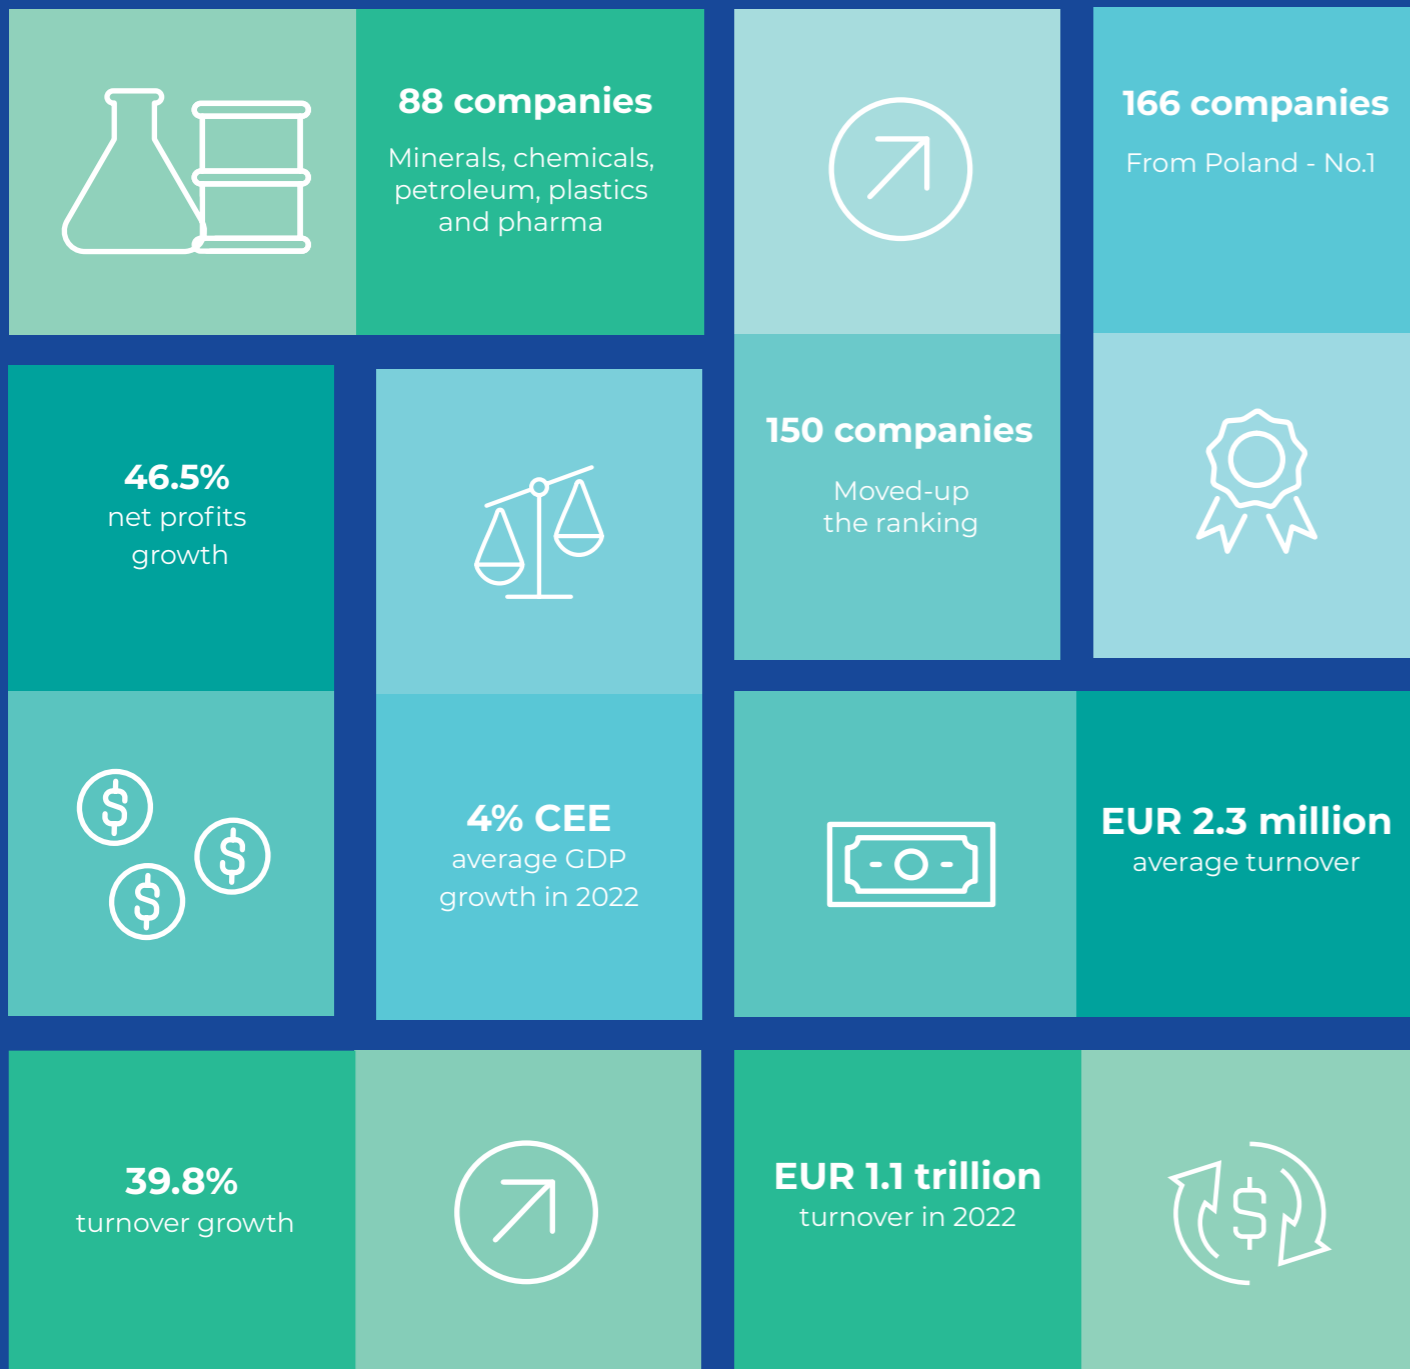 88 companies
Minerals, chemicals,
petroleum, plastics
and pharma
166 companies
From Poland - No.1
150 companies
Moved-up
the ranking
46.5%
net profits
growth
4% CEE
average GDP
growth in 2022
EUR 2.3 million
average turnover
39.8%
turnover growth
EUR 1.1 trillion
turnover in 2022